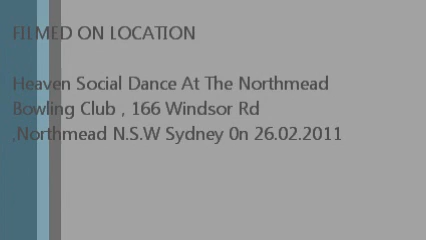 FILMED ON LOCATION
Heaven Social Dance At The Northmead
Bowling Club , 166 Windsor Rd
,Northmead N.S.W Sydney 0n 26.02.2011